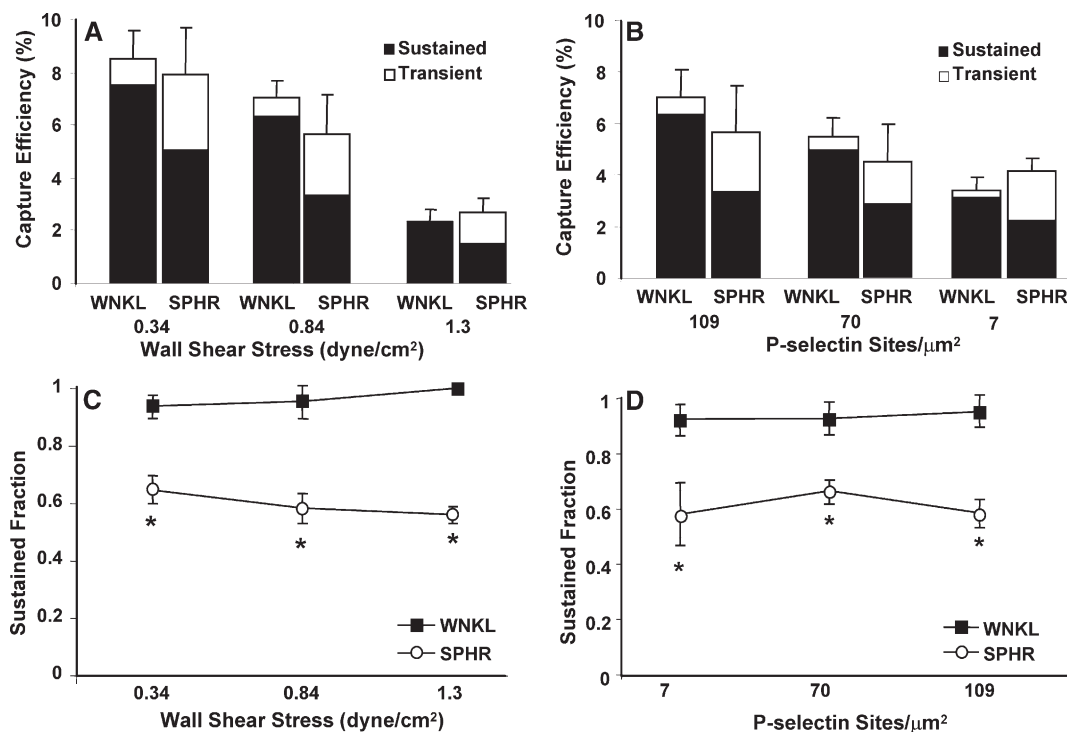 A
Capture Efficiency (%)
10
8
6
4
2
0
Sustained
Transient
WNKL SPHR WNKL SPHR WNKL SPHR
0.34 0.84 1.3
Wall Shear Stress (dyne/cm²)
B
Capture Efficiency (%)
10
8
6
4
2
0
Sustained
Transient
WNKL SPHR WNKL SPHR WNKL SPHR
109 70 7
P-selectin Sites/µm²
C
Sustained Fraction
1
0.8
0.6
0.4
0.2
0
*
*
*
WNKL
SPHR
0.34 0.84 1.3
Wall Shear Stress (dyne/cm²)
D
Sustained Fraction
1
0.8
0.6
0.4
0.2
0
*
*
*
WNKL
SPHR
7 70 109
P-selectin Sites/µm²